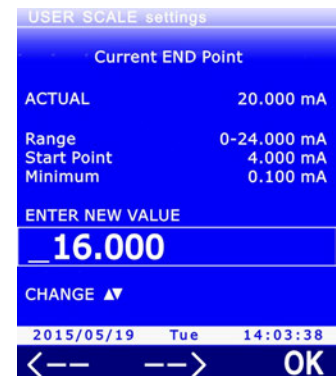 USER SCALE settings
Current END Point
ACTUAL 20.000 mA
Range 0-24.000 mA
Start Point 4.000 mA
Minimum 0.100 mA
ENTER NEW VALUE
_16.000
CHANGE ▲▼
2015/05/19 Tue 14:03:38
<-- --> OK